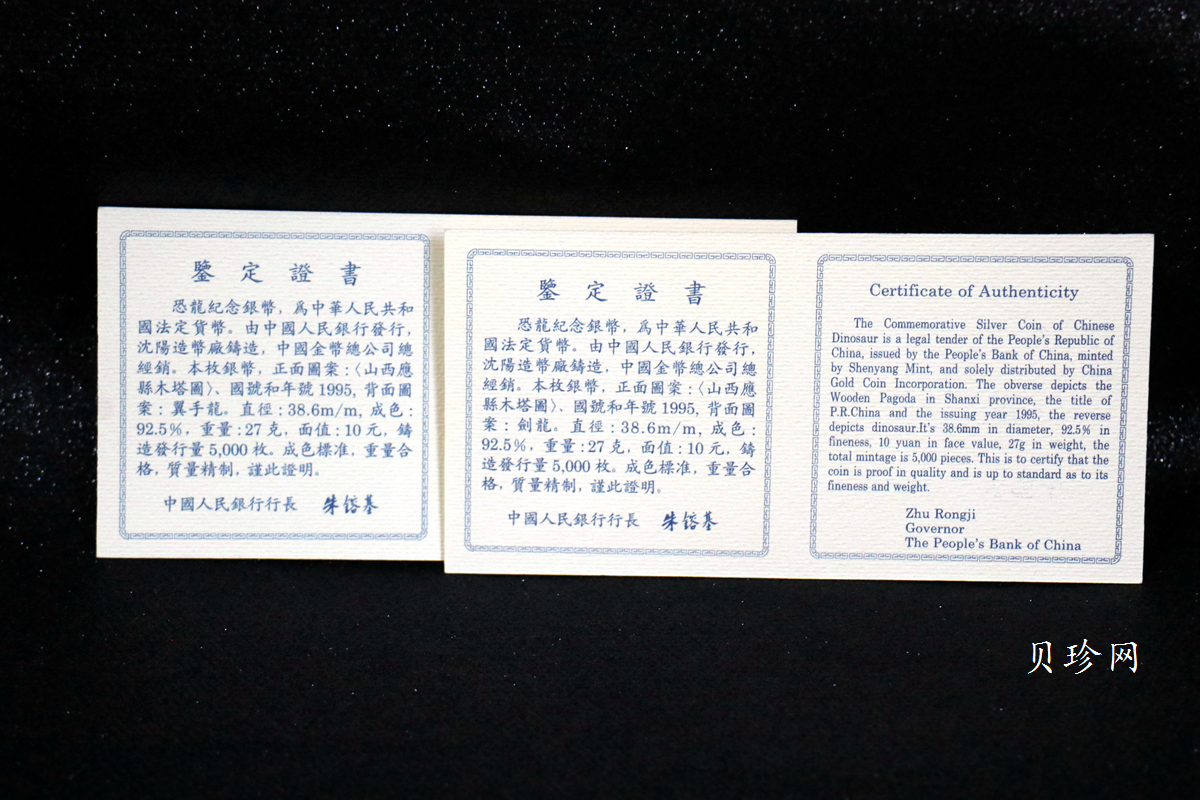 鑒定證書
恐龍紀念銀幣，爲中華人民共和
國法定貨幣。由中國人民銀行發行，
沈陽造幣廠鑄造，中國金幣總公司總
經銷。本枚銀幣，正面圖案：〈山西應
縣木塔圖〉、國號和年號1995，背面圖
案：翼手龍。直徑：38.6m/m，成色：
92.5%，重量：27克，面值：10元，鑄
造發行量5,000枚。成色標准，重量合
格，質量精制，謹此證明。
中國人民銀行行長 朱鎔基
鑒定證書
恐龍紀念銀幣，爲中華人民共和
國法定貨幣。由中國人民銀行發行，
沈陽造幣廠鑄造，中國金幣總公司總
經銷。本枚銀幣，正面圖案：〈山西應
縣木塔圖〉、國號和年號1995，背面圖
案：劍龍。直徑：38.6m/m，成色：
92.5%，重量：27克，面值：10元，鑄
造發行量5,000枚。成色標准，重量合
格，質量精制，謹此證明。
中國人民銀行行長 朱鎔基
Certificate of Authenticity
The Commemorative Silver Coin of Chinese
Dinosaur is a legal tender of the People's Republic of
China, issued by the People's Bank of China, minted
by Shenyang Mint, and solely distributed by China
Gold Coin Incorporation. The obverse depicts the
Wooden Pagoda in Shanxi province, the title of
P.R.China and the issuing year 1995, the reverse
depicts dinosaur.It's 38.6mm in diameter, 92.5% in
fineness, 10 yuan in face value, 27g in weight, the
total mintage is 5,000 pieces. This is to certify that the
coin is proof in quality and is up to standard as to its
fineness and weight.
Zhu Rongji
Governor
The People's Bank of China
贝珍网